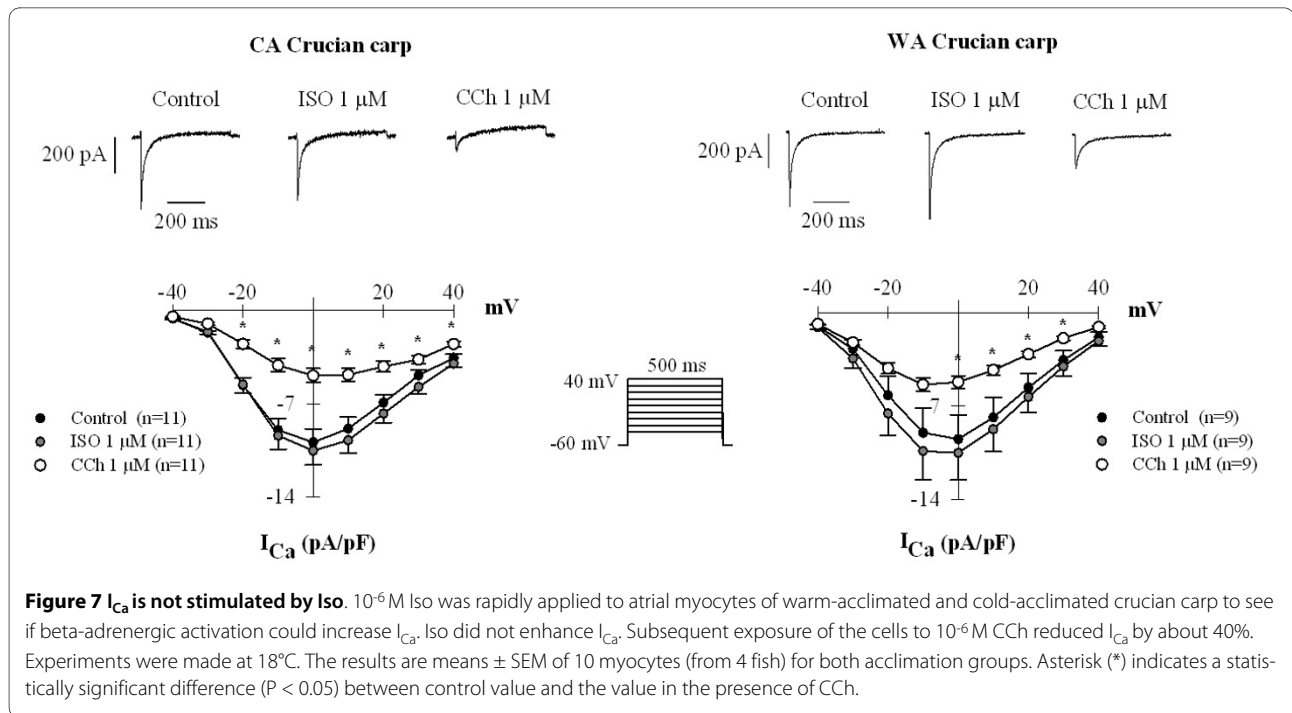 CA Crucian carp
WA Crucian carp
Control ISO 1 μM CCh 1 μM
Control ISO 1 μM CCh 1 μM
200 pA
200 ms
200 pA
200 ms
-40 -20 20 40 mV
* * * * * * *
-7
-14
Control (n=11)
ISO 1 μM (n=11)
CCh 1 μM (n=11)
I_Ca (pA/pF)
500 ms
40 mV
-60 mV
-40 -20 20 40 mV
* * * *
7
-14
Control (n=9)
ISO 1 μM (n=9)
CCh 1 μM (n=9)
I_Ca (pA/pF)
Figure 7 I_Ca is not stimulated by Iso. 10⁻⁶ M Iso was rapidly applied to atrial myocytes of warm-acclimated and cold-acclimated crucian carp to see
if beta-adrenergic activation could increase I_Ca. Iso did not enhance I_Ca. Subsequent exposure of the cells to 10⁻⁶ M CCh reduced I_Ca by about 40%.
Experiments were made at 18°C. The results are means ± SEM of 10 myocytes (from 4 fish) for both acclimation groups. Asterisk (*) indicates a statis-
tically significant difference (P < 0.05) between control value and the value in the presence of CCh.